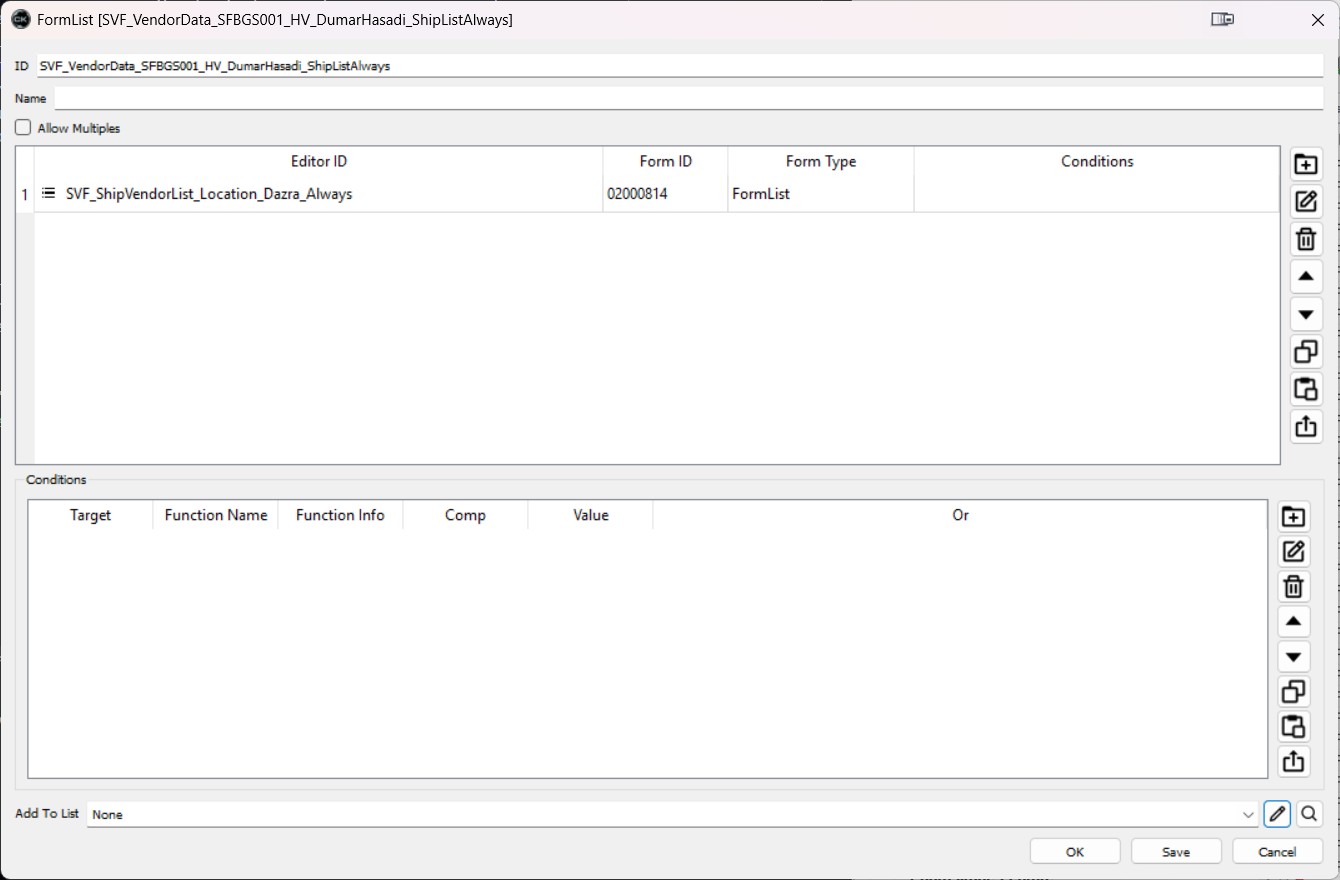 FormList [SVF_VendorData_SFBGS001_HV_DumarHasadi_ShipListAlways]
ID SVF_VendorData_SFBGS001_HV_DumarHasadi_ShipListAlways
Name
Allow Multiples
Editor ID Form ID Form Type Conditions
1 SVF_ShipVendorList_Location_Dazra_Always 02000814 FormList
Conditions
Target Function Name Function Info Comp Value Or
Add To List None
OK Save Cancel